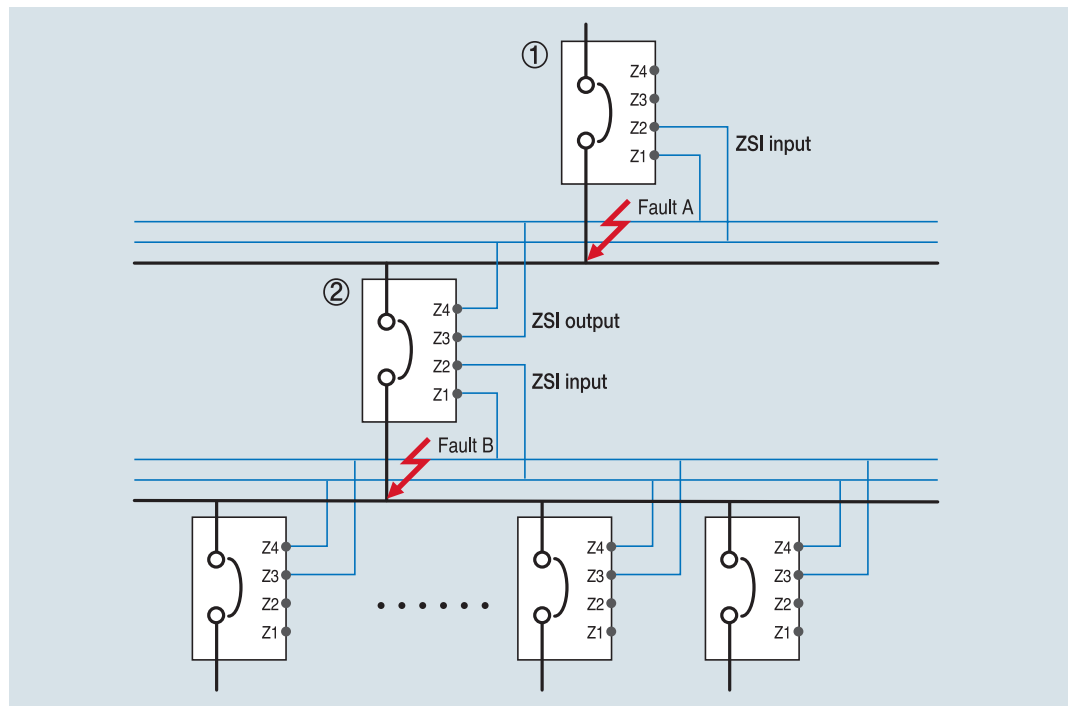 ①
Z4
Z3
Z2
Z1
ZSI input
Fault A
②
Z4
Z3
Z2
Z1
ZSI output
ZSI input
Fault B
Z4
Z3
Z2
Z1
Z4
Z3
Z2
Z1
Z4
Z3
Z2
Z1